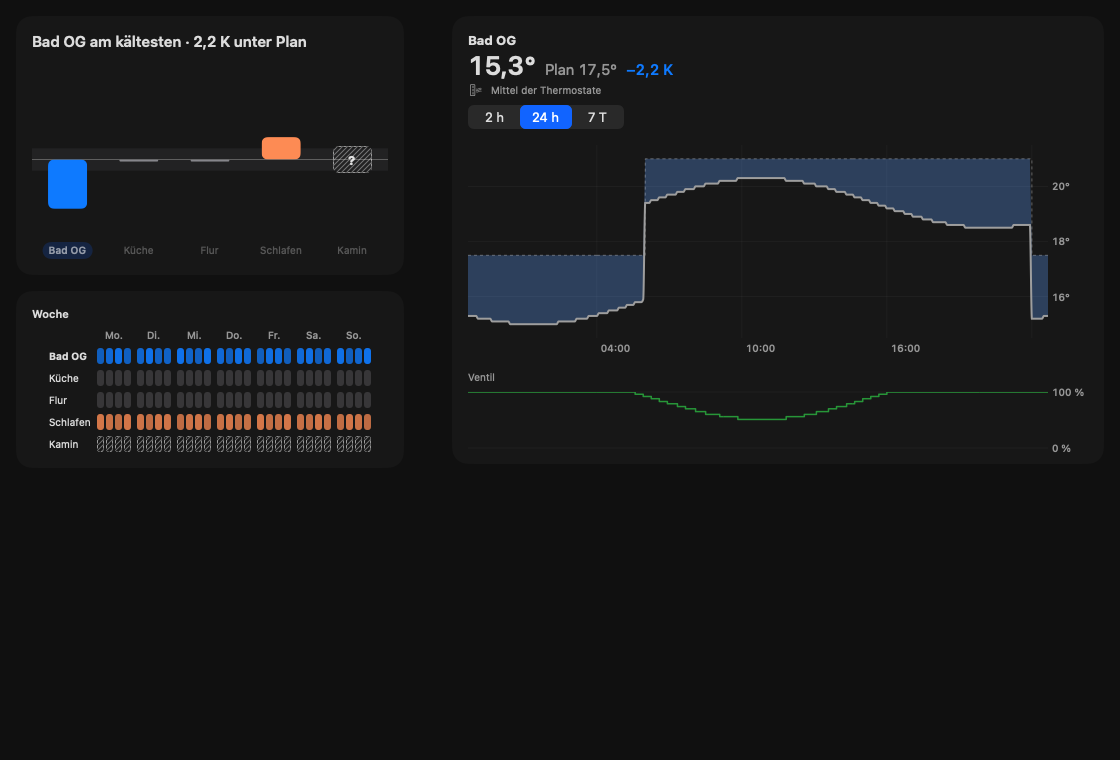 Bad OG am kältesten · 2,2 K unter Plan
?
Bad OG Küche Flur Schlafen Kamin
Woche
Mo. Di. Mi. Do. Fr. Sa. So.
Bad OG
Küche
Flur
Schlafen
Kamin
Bad OG
15,3° Plan 17,5° −2,2 K
Mittel der Thermostate
2 h 24 h 7 T
20°
18°
16°
04:00 10:00 16:00
Ventil
100 %
0 %